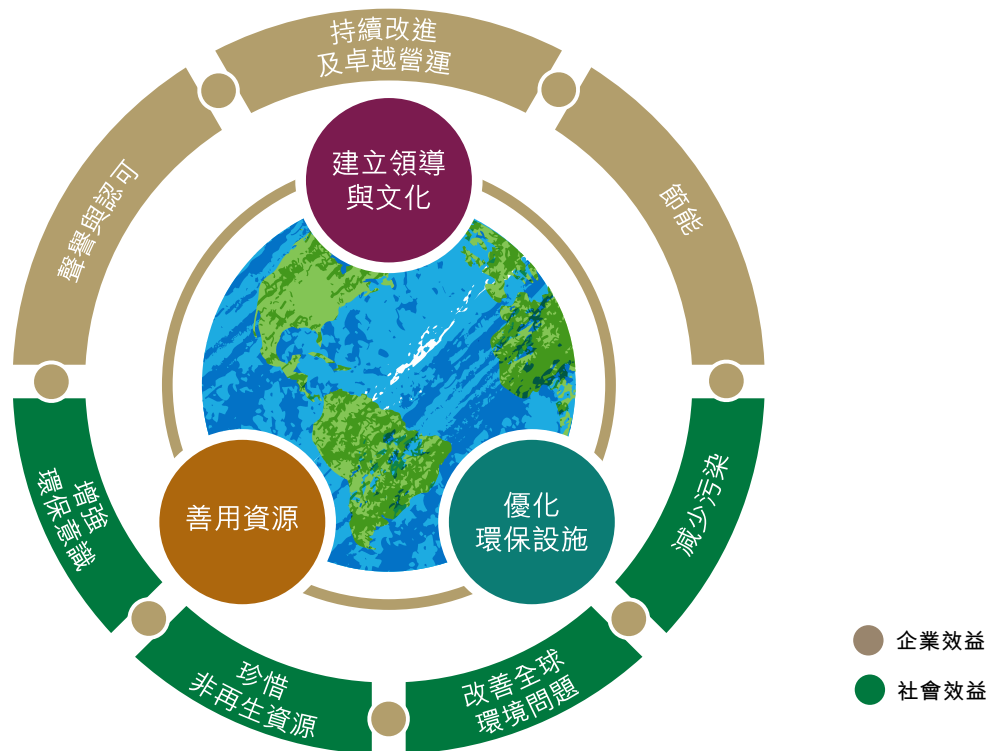 持續改進
及卓越營運
節能
聲譽與認可
建立領導
與文化
善用資源
優化
環保設施
增強
環保意識
減少污染
珍惜
非再生資源
改善全球
環境問題
企業效益
社會效益